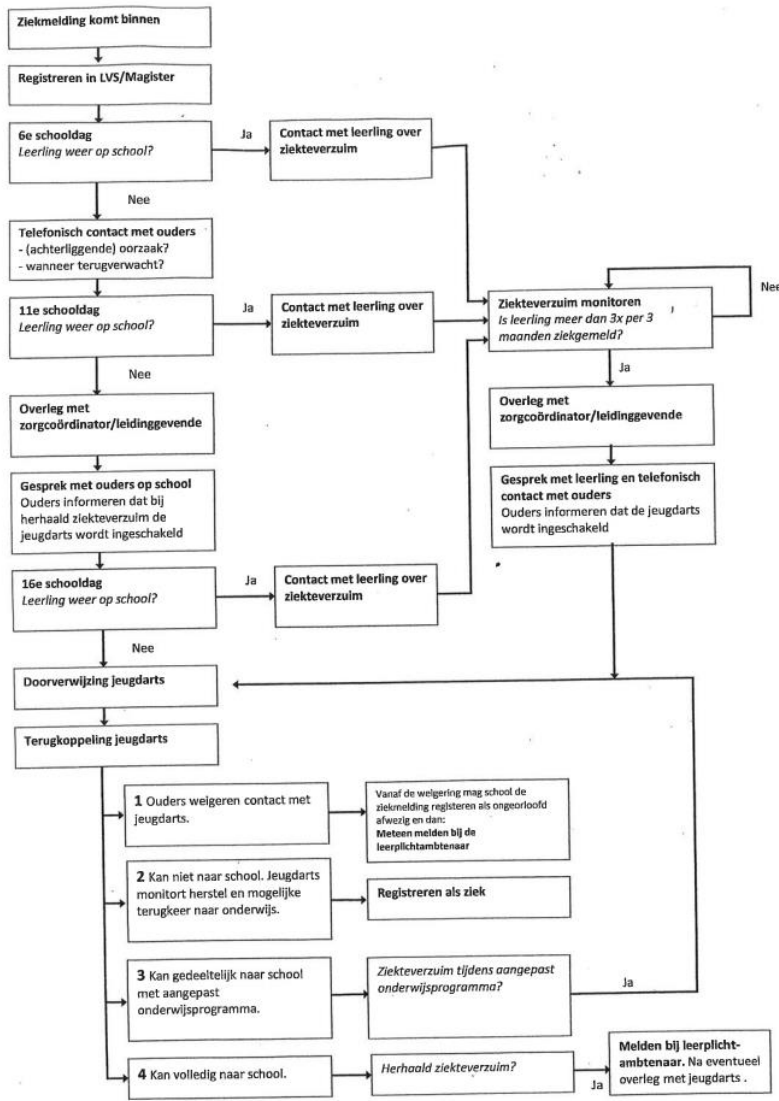 Ziekmelding komt binnen
Registreren in LVS/Magister
6e schooldag
Leerling weer op school?
Ja
Contact met leerling over
ziekteverzuim
Nee
Telefonisch contact met ouders
- (achterliggende) oorzaak?
- wanneer terugverwacht?
11e schooldag
Leerling weer op school?
Ja
Contact met leerling over
ziekteverzuim
Ziekteverzuim monitoren
Is leerling meer dan 3x per 3
maanden ziekgemeld?
Nee
Nee
Ja
Overleg met
zorgcoördinator/leidinggevende
Overleg met
zorgcoördinator/leidinggevende
Gesprek met ouders op school
Ouders informeren dat bij
herhaald ziekteverzuim de
jeugdarts wordt ingeschakeld
Gesprek met leerling en telefonisch
contact met ouders
Ouders informeren dat de jeugdarts
wordt ingeschakeld
16e schooldag
Leerling weer op school?
Ja
Contact met leerling over
ziekteverzuim
Nee
Doorverwijzing jeugdarts
Terugkoppeling jeugdarts
1 Ouders weigeren contact met
jeugdarts.
Vanaf de weigering mag school de
ziekmelding registeren als ongeoorloofd
afwezig en dan:
Meteen melden bij de
leerplichtambtenaar
2 Kan niet naar school. Jeugdarts
monitort herstel en mogelijke
terugkeer naar onderwijs.
Registreren als ziek
3 Kan gedeeltelijk naar school
met aangepast
onderwijsprogramma.
Ziekteverzuim tijdens aangepast
onderwijsprogramma?
Ja
4 Kan volledig naar school.
Herhaald ziekteverzuim?
Ja
Melden bij leerplicht-
ambtenaar. Na eventueel
overleg met jeugdarts .